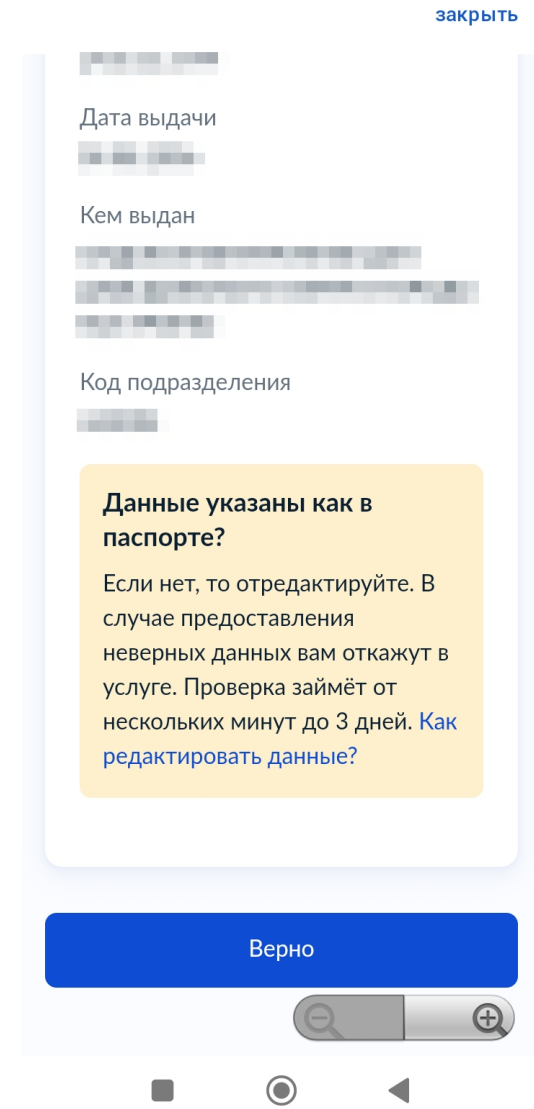 закрыть
Дата выдачи
Кем выдан
Код подразделения
Данные указаны как в
паспорте?
Если нет, то отредактируйте. В
случае предоставления
неверных данных вам откажут в
услуге. Проверка займёт от
нескольких минут до 3 дней. Как
редактировать данные?
Верно